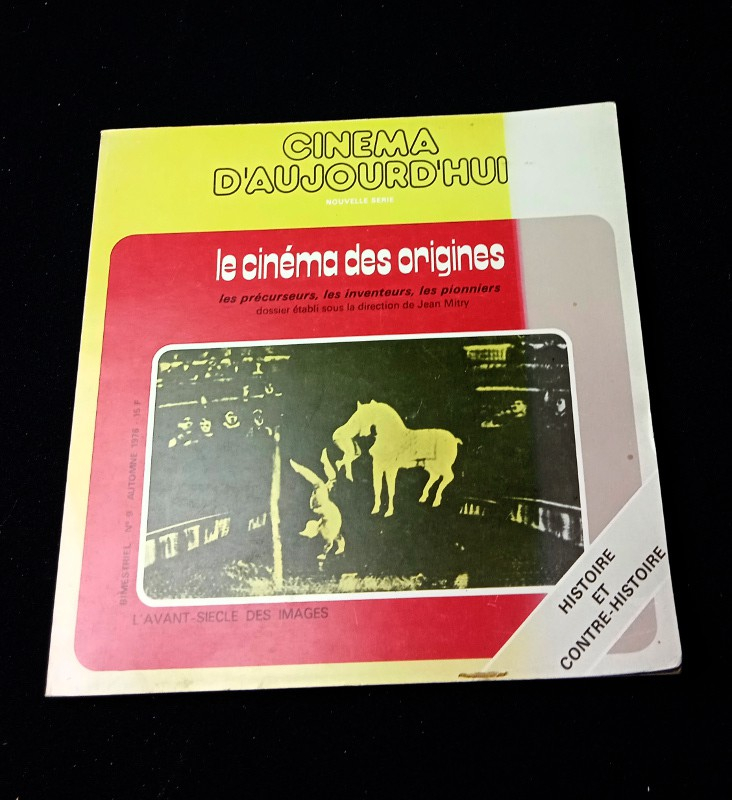 CINEMA
D'AUJOURD'HUI
NOUVELLE SERIE
le cinéma des origines
les précurseurs, les inventeurs, les pionniers
dossier établi sous la direction de Jean Mitry
BIMESTRIEL N° 9 AUTOMNE 1976 - 15 F
L'AVANT-SIECLE DES IMAGES
HISTOIRE
ET
CONTRE-HISTOIRE